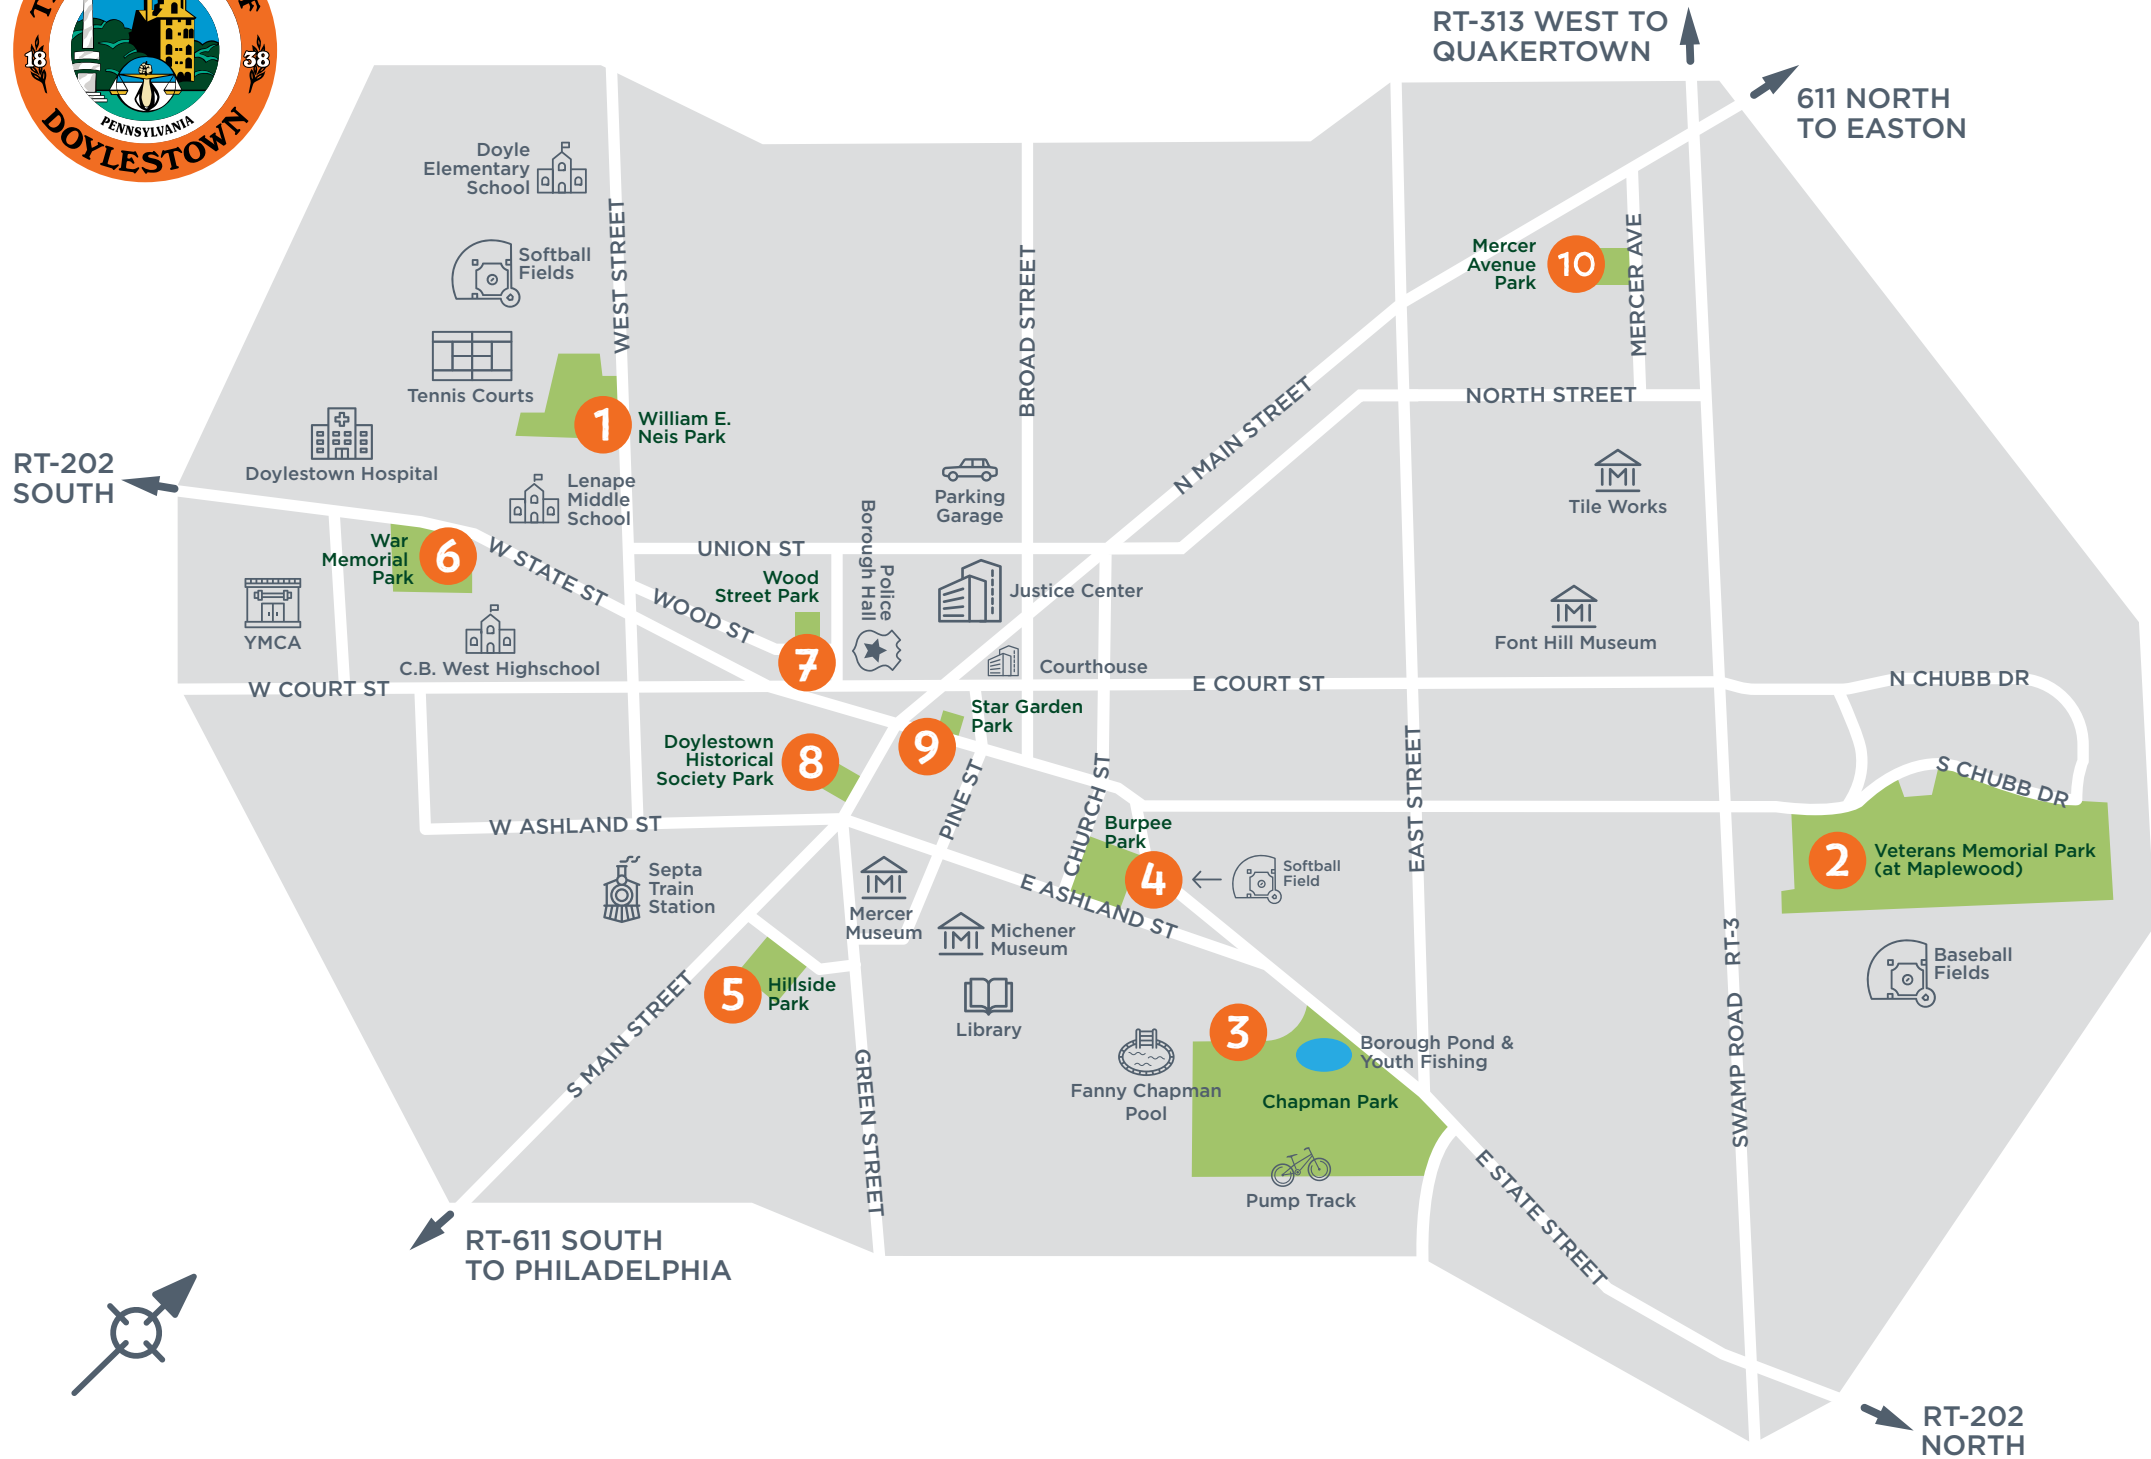 18
38
PENNSYLVANIA
DOYLESTOWN
RT-313 WEST TO
QUAKERTOWN
611 NORTH
TO EASTON
Doyle
Elementary
School
Softball
Fields
WEST STREET
Tennis Courts
1
William E.
Neis Park
Doylestown Hospital
RT-202
SOUTH
Lenape
Middle
School
BROAD STREET
Parking
Garage
N MAIN STREET
Mercer
Avenue
Park
10
MERCER AVE
NORTH STREET
Tile Works
War
Memorial
Park
6
W STATE ST
UNION ST
Wood
Street Park
WOOD ST
7
Borough Hall
Police
Justice Center
Courthouse
Font Hill Museum
YMCA
C.B. West Highschool
W COURT ST
E COURT ST
N CHUBB DR
Star Garden
Park
9
Doylestown
Historical
Society Park
8
PINE ST
CHURCH ST
EAST STREET
S CHUBB DR
W ASHLAND ST
Burpee
Park
4
Softball
Field
2
Veterans Memorial Park
(at Maplewood)
E ASHLAND ST
Septa
Train
Station
Mercer
Museum
Michener
Museum
Baseball
Fields
SWAMP ROAD RT-3
5
Hillside
Park
Library
S MAIN STREET
GREEN STREET
3
Fanny Chapman
Pool
Borough Pond &
Youth Fishing
Chapman Park
Pump Track
E STATE STREET
RT-611 SOUTH
TO PHILADELPHIA
RT-202
NORTH